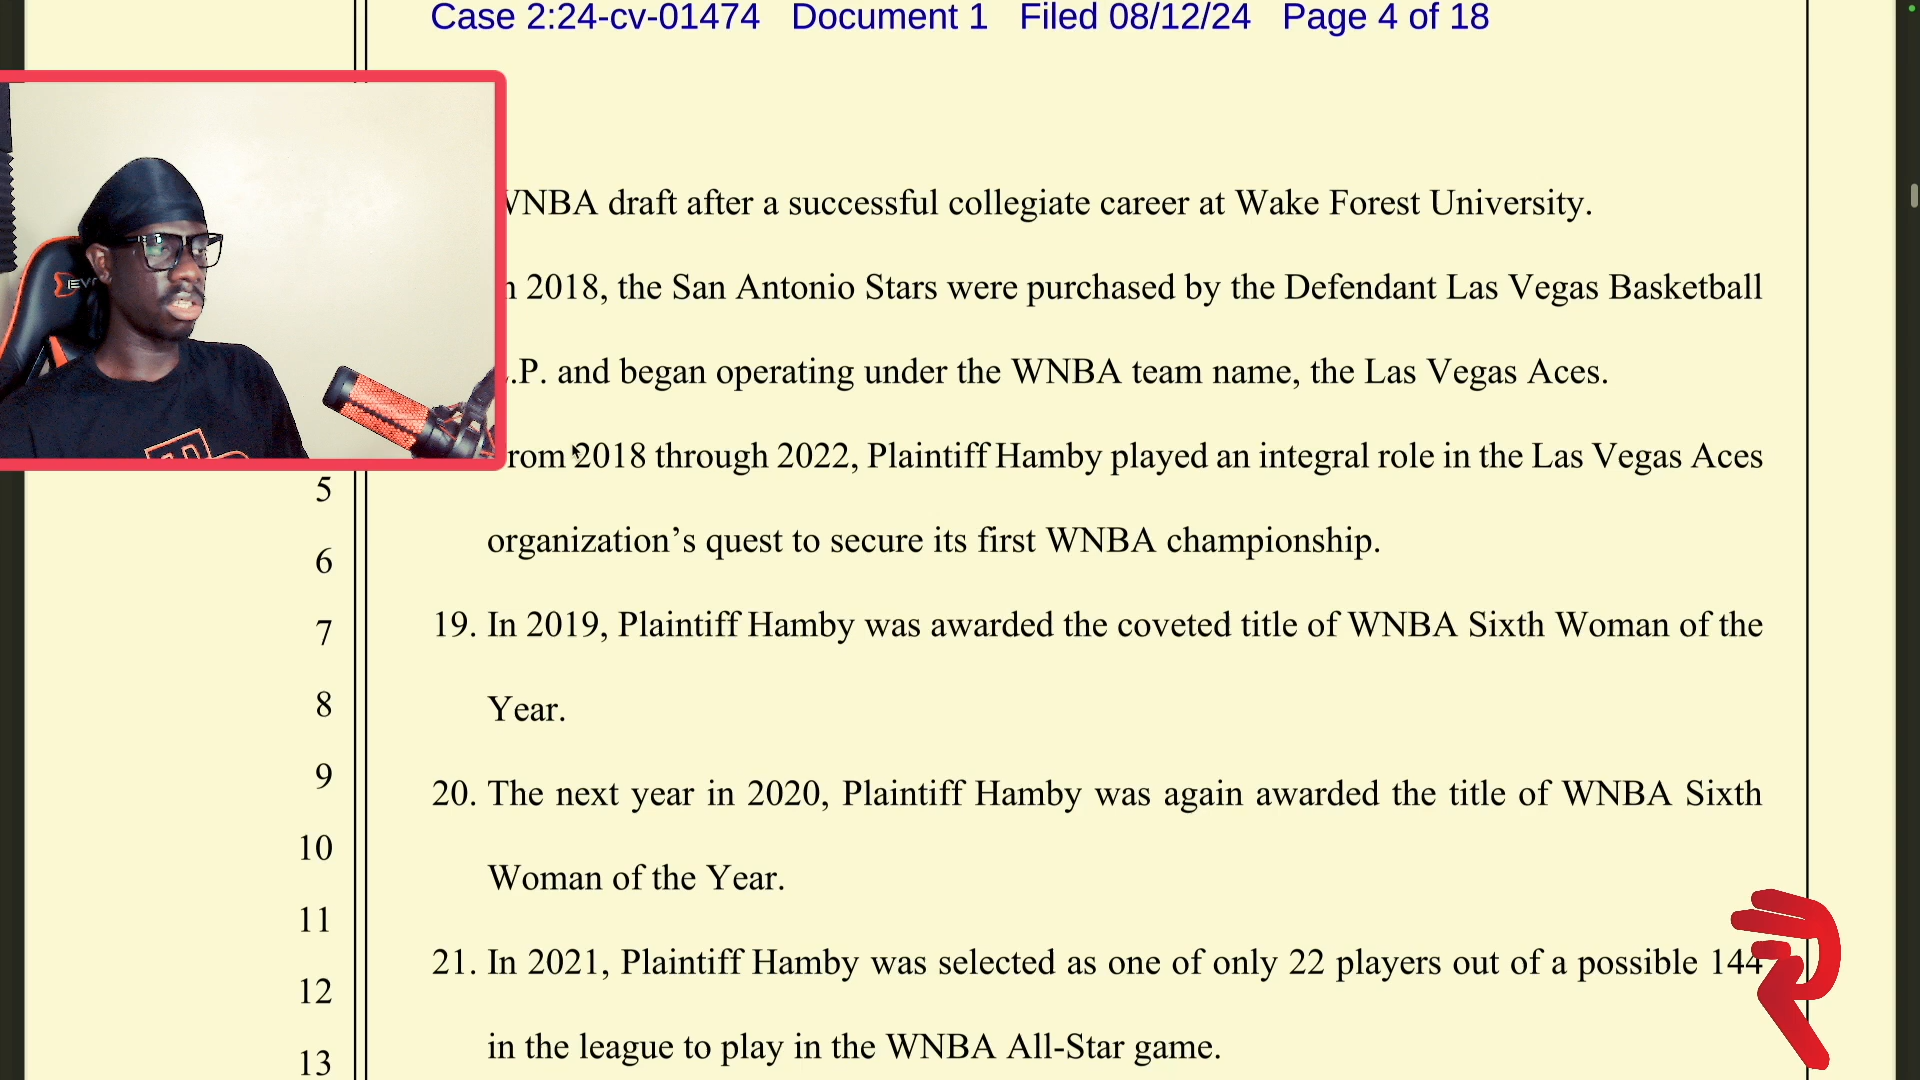 Case 2:24-cv-01474 Document 1 Filed 08/12/24 Page 4 of 18
WNBA draft after a successful collegiate career at Wake Forest University.
2018, the San Antonio Stars were purchased by the Defendant Las Vegas Basketball
.P. and began operating under the WNBA team name, the Las Vegas Aces.
rom 2018 through 2022, Plaintiff Hamby played an integral role in the Las Vegas Aces
5
organization’s quest to secure its first WNBA championship.
6
19. In 2019, Plaintiff Hamby was awarded the coveted title of WNBA Sixth Woman of the
7
Year.
8
20. The next year in 2020, Plaintiff Hamby was again awarded the title of WNBA Sixth
9
Woman of the Year.
10
11
21. In 2021, Plaintiff Hamby was selected as one of only 22 players out of a possible 144
12
in the league to play in the WNBA All-Star game.
13